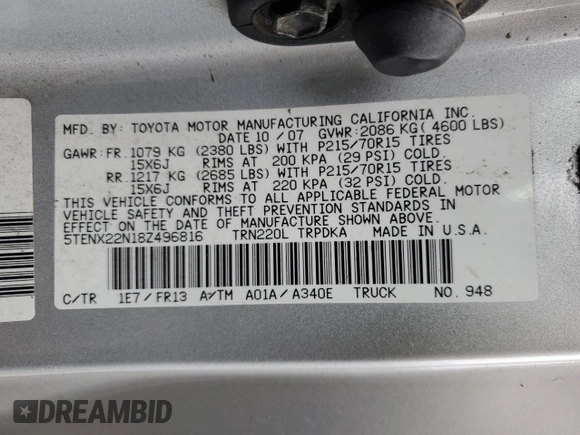 MFD. BY: TOYOTA MOTOR MANUFACTURING CALIFORNIA INC.
DATE 10 / 07 GVWR: 2086 KG( 4600 LBS)
GAWR: FR. 1079 KG (2380 LBS) WITH P215/70R15 TIRES
15X6J RIMS AT 200 KPA (29 PSI) COLD.
RR. 1217 KG (2685 LBS) WITH P215/70R15 TIRES
15X6J RIMS AT 220 KPA (32 PSI) COLD.
THIS VEHICLE CONFORMS TO ALL APPLICABLE FEDERAL MOTOR
VEHICLE SAFETY AND THEFT PREVENTION STANDARDS IN
EFFECT ON THE DATE OF MANUFACTURE SHOWN ABOVE.
5TENX22N18Z496816 TRN220L TRPDKA MADE IN U.S.A.
C/TR 1E7 / FR13 A/TM A01A / A340E TRUCK NO. 948
DREAMBID